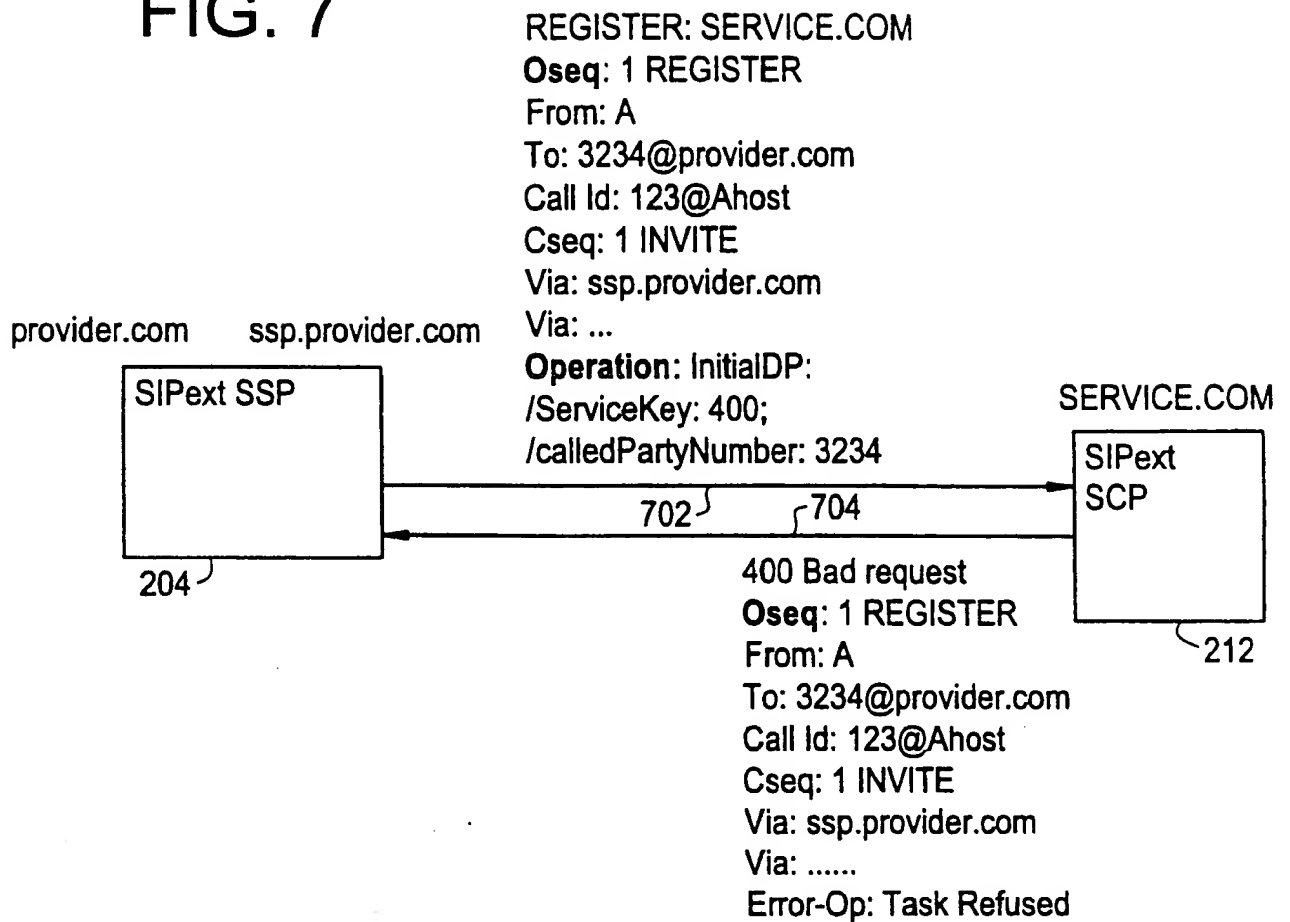 FIG. 7
REGISTER: SERVICE.COM
Oseq: 1 REGISTER
From: A
To: 3234@provider.com
Call Id: 123@Ahost
Cseq: 1 INVITE
Via: ssp.provider.com
Via: ...
Operation: InitialDP:
/ServiceKey: 400;
/calledPartyNumber: 3234
provider.com ssp.provider.com
SIPext SSP
204
SERVICE.COM
SIPext
SCP
212
702
704
400 Bad request
Oseq: 1 REGISTER
From: A
To: 3234@provider.com
Call Id: 123@Ahost
Cseq: 1 INVITE
Via: ssp.provider.com
Via: ......
Error-Op: Task Refused